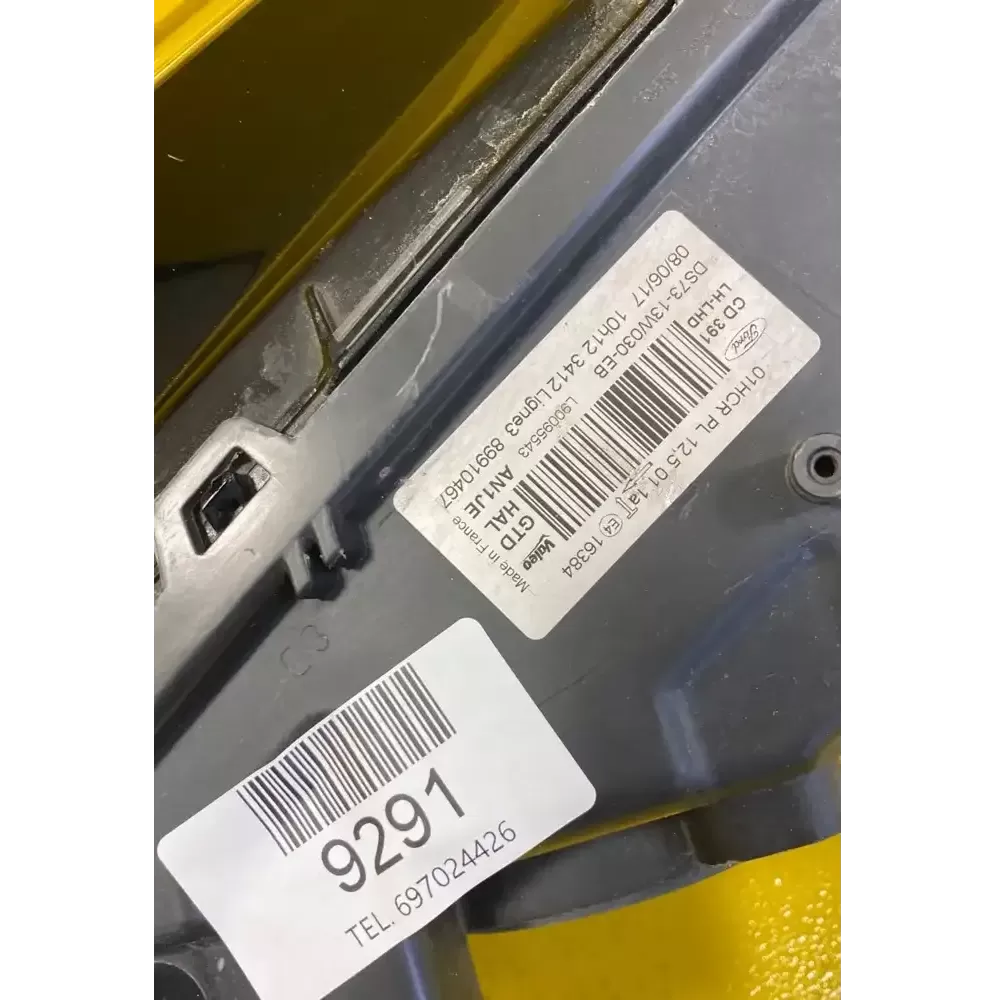 Ford
CD 391
LH-LHD
DS73-13W030-EB
08/06/17 10h12 3412 Ligne3 89910467
L90095543
01HCR PL 12,5 01 1aT E4 16384
Valeo
GTD
HAL
AN1JE
Made in France
9291
TEL. 697024426